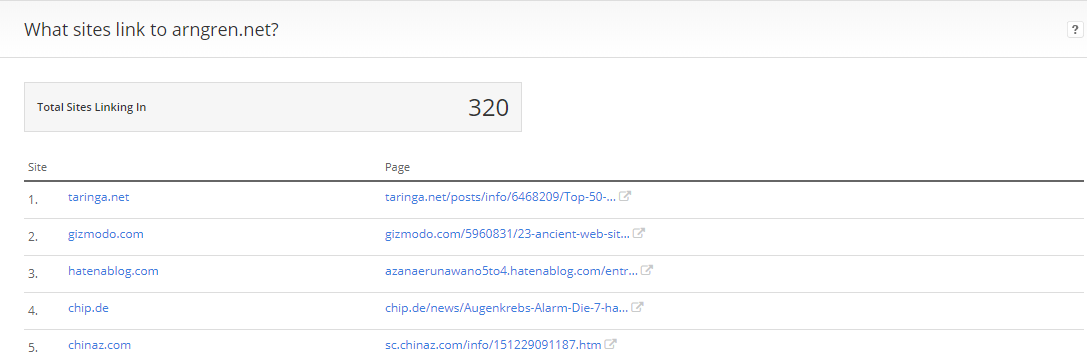 What sites link to arngren.net?
?
Total Sites Linking In 320
Site Page
1. taringa.net taringa.net/posts/info/6468209/Top-50-...
2. gizmodo.com gizmodo.com/5960831/23-ancient-web-sit...
3. hatenablog.com azanaerunawano5to4.hatenablog.com/entr...
4. chip.de chip.de/news/Augenkrebs-Alarm-Die-7-ha...
5. chinaz.com sc.chinaz.com/info/151229091187.htm